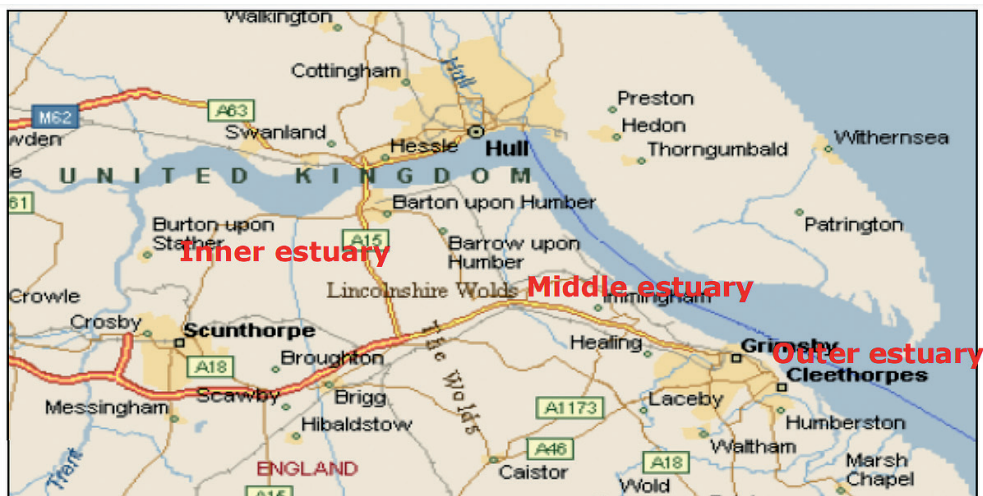 Walkington
Cottingham
Hull
M62
A63
Preston
wden
Swanland
Hedon
Withernsea
Hessle
Hull
Thorngumbald
e
UNITED KINGDOM
61
Barton upon Humber
Burton upon
Stather
Patrington
A15
Inner estuary
Barrow upon
Humber
Lincolnshire Wolds
Middle estuary
Immingham
Crowle
Crosby
Scunthorpe
The Wolds
Healing
Grimsby
Outer estuary
Broughton
A18
Cleethorpes
Scawby
Brigg
Laceby
Messingham
A1173
Hibaldstow
Humberston
A46
Waltham
Trent
ENGLAND
Caistor
A18
Marsh
Chapel
Wold
A15